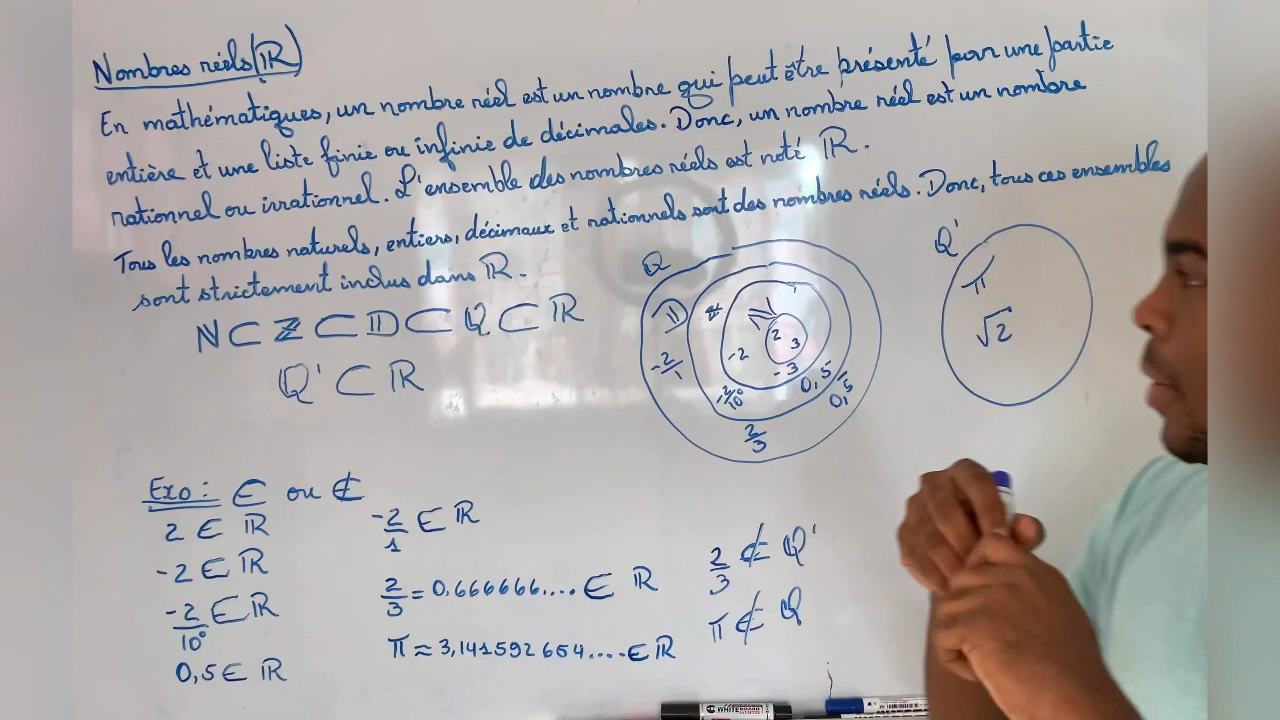 Nombres réels (ℝ)
En mathématiques, un nombre réel est un nombre qui peut être présenté par une partie
entière et une liste finie ou infinie de décimales. Donc, un nombre réel est un nombre
rationnel ou irrationnel. L'ensemble des nombres réels est noté ℝ.
Tous les nombres naturels, entiers, décimaux et rationnels sont des nombres réels. Donc, tous ces ensembles
sont strictement inclus dans ℝ.
ℕ ⊂ ℤ ⊂ 𝔻 ⊂ ℚ ⊂ ℝ
ℚ' ⊂ ℝ
ℚ
𝔻
ℤ
2
3
-2
-3
-2/1
-2/10⁰
0,5
0,5
2/3
ℚ'
π
√2
Exo : ∈ ou ∉
2 ∈ ℝ
-2 ∈ ℝ
-2/10⁰ ∈ ℝ
0,5 ∈ ℝ
-2/1 ∈ ℝ
2/3 = 0,666666.... ∈ ℝ
π ≈ 3,141592654.... ∈ ℝ
2/3 ∉ ℚ'
π ∉ ℚ
WHITEBOARD